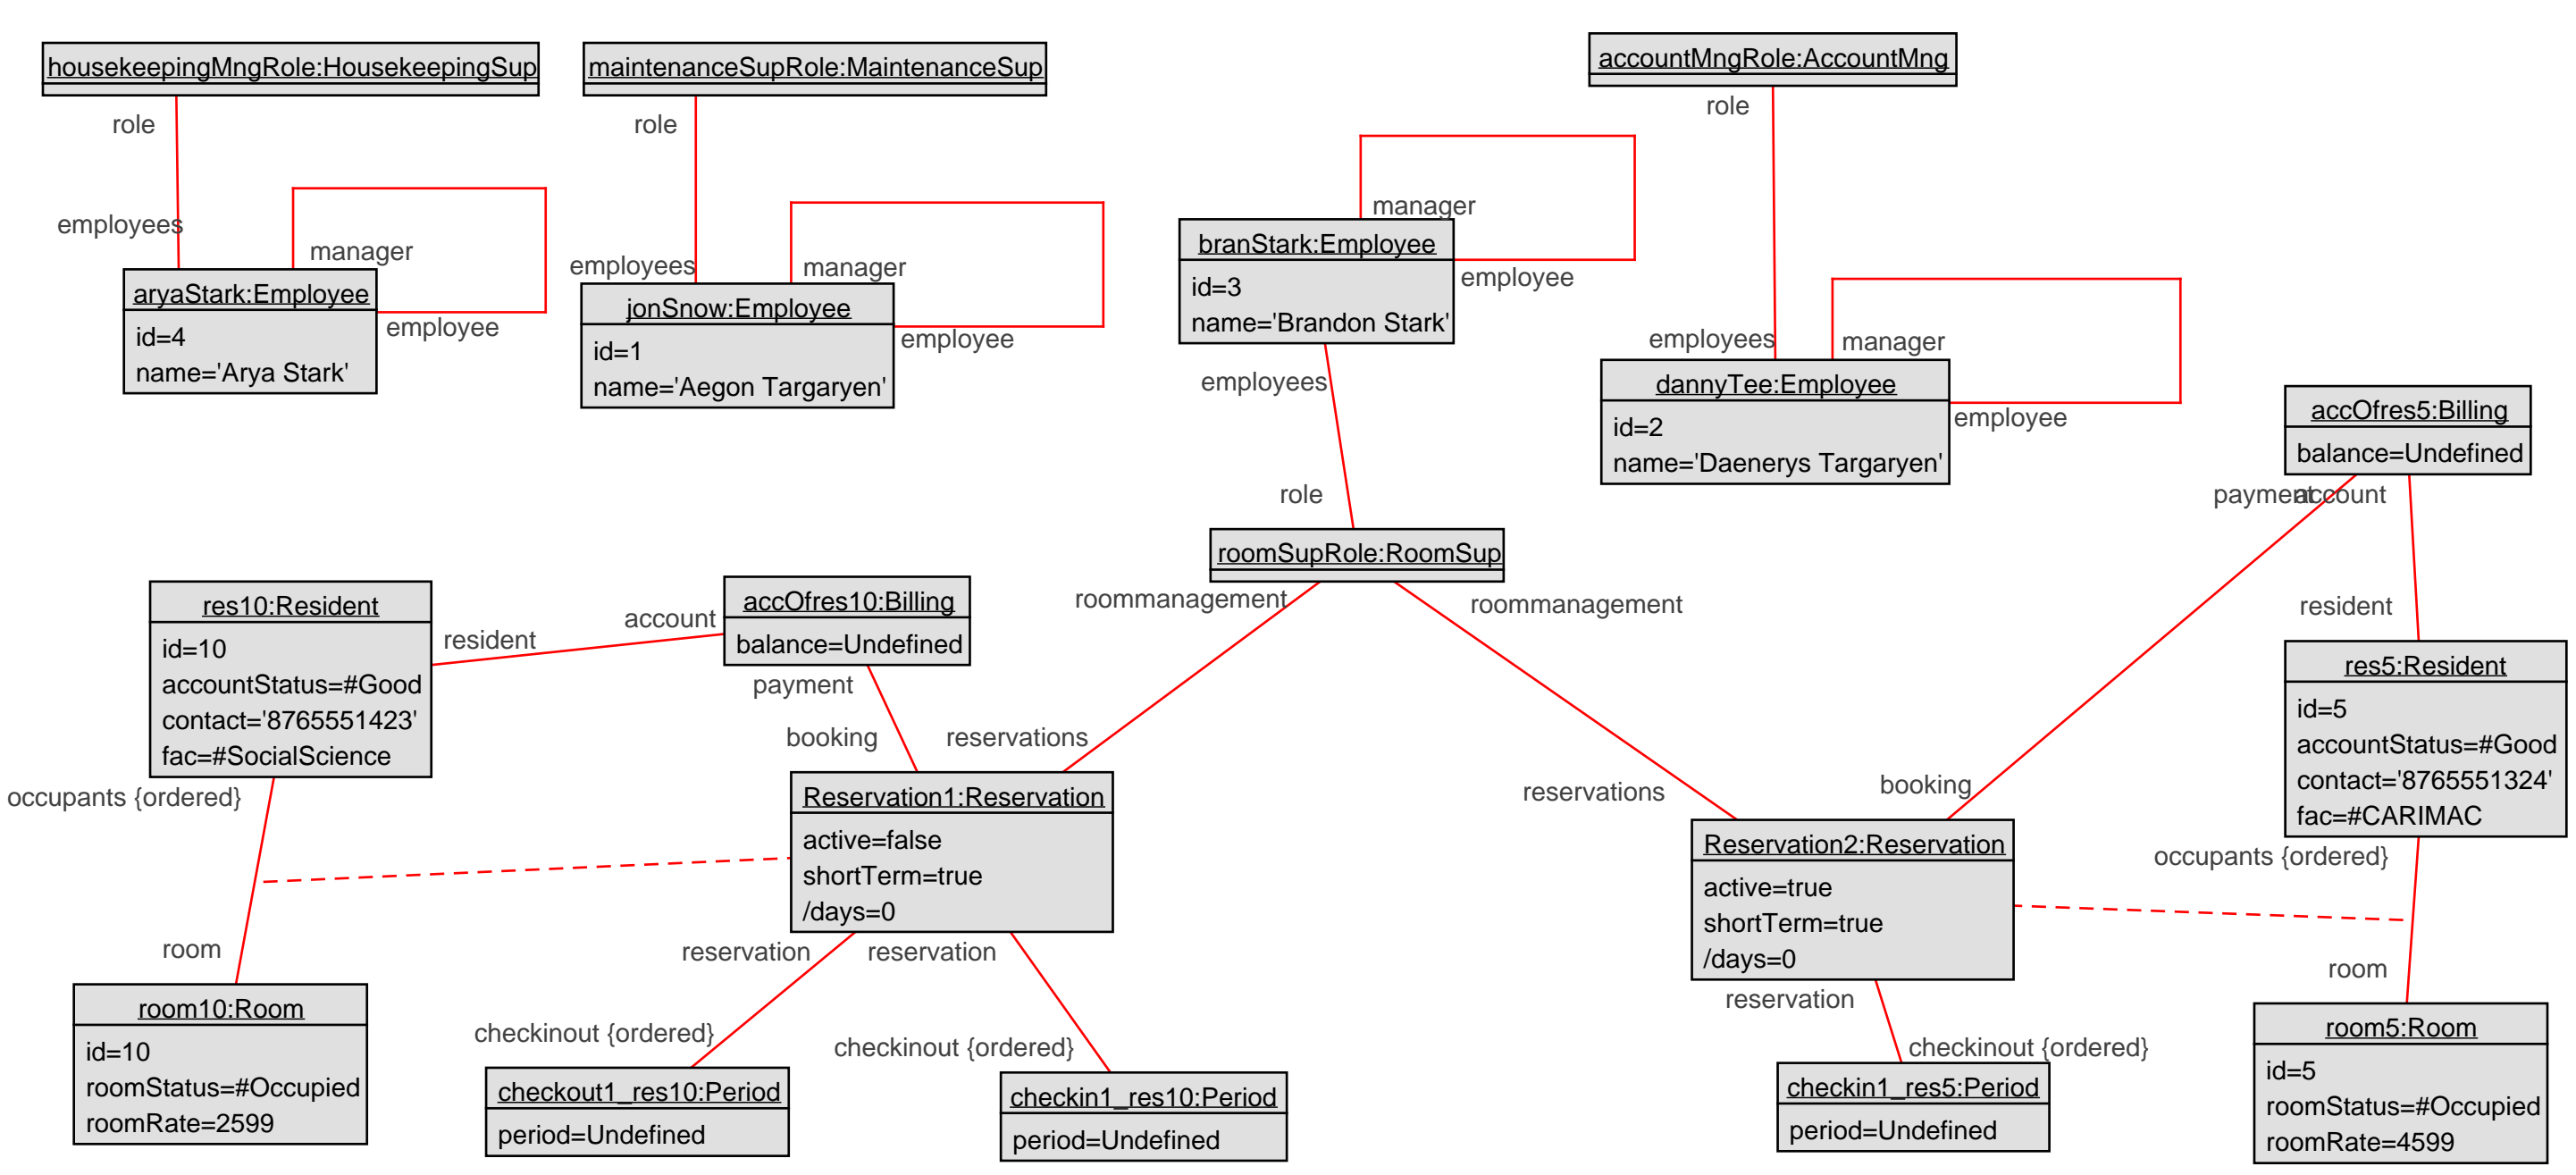 housekeepingMngRole:HousekeepingSup
maintenanceSupRole:MaintenanceSup
accountMngRole:AccountMng
role
role
role
employees
manager
aryaStark:Employee
id=4
name='Arya Stark'
employee
employees
manager
jonSnow:Employee
id=1
name='Aegon Targaryen'
employee
manager
branStark:Employee
id=3
name='Brandon Stark'
employee
employees
role
employees
manager
dannyTee:Employee
id=2
name='Daenerys Targaryen'
employee
accOfres5:Billing
balance=Undefined
payment
account
roomSupRole:RoomSup
roommanagement
roommanagement
res10:Resident
id=10
accountStatus=#Good
contact='8765551423'
fac=#SocialScience
resident
account
accOfres10:Billing
balance=Undefined
payment
booking
reservations
reservations
booking
resident
res5:Resident
id=5
accountStatus=#Good
contact='8765551324'
fac=#CARIMAC
occupants {ordered}
Reservation1:Reservation
active=false
shortTerm=true
/days=0
Reservation2:Reservation
active=true
shortTerm=true
/days=0
occupants {ordered}
room
reservation
reservation
reservation
room
room10:Room
id=10
roomStatus=#Occupied
roomRate=2599
checkinout {ordered}
checkinout {ordered}
checkinout {ordered}
checkout1_res10:Period
period=Undefined
checkin1_res10:Period
period=Undefined
checkin1_res5:Period
period=Undefined
room5:Room
id=5
roomStatus=#Occupied
roomRate=4599